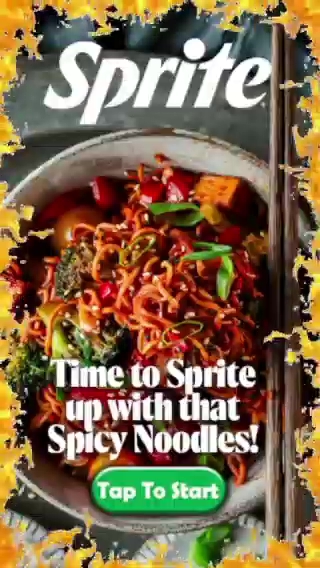 Sprite
Time to Sprite
up with that
Spicy Noodles!
Tap To Start